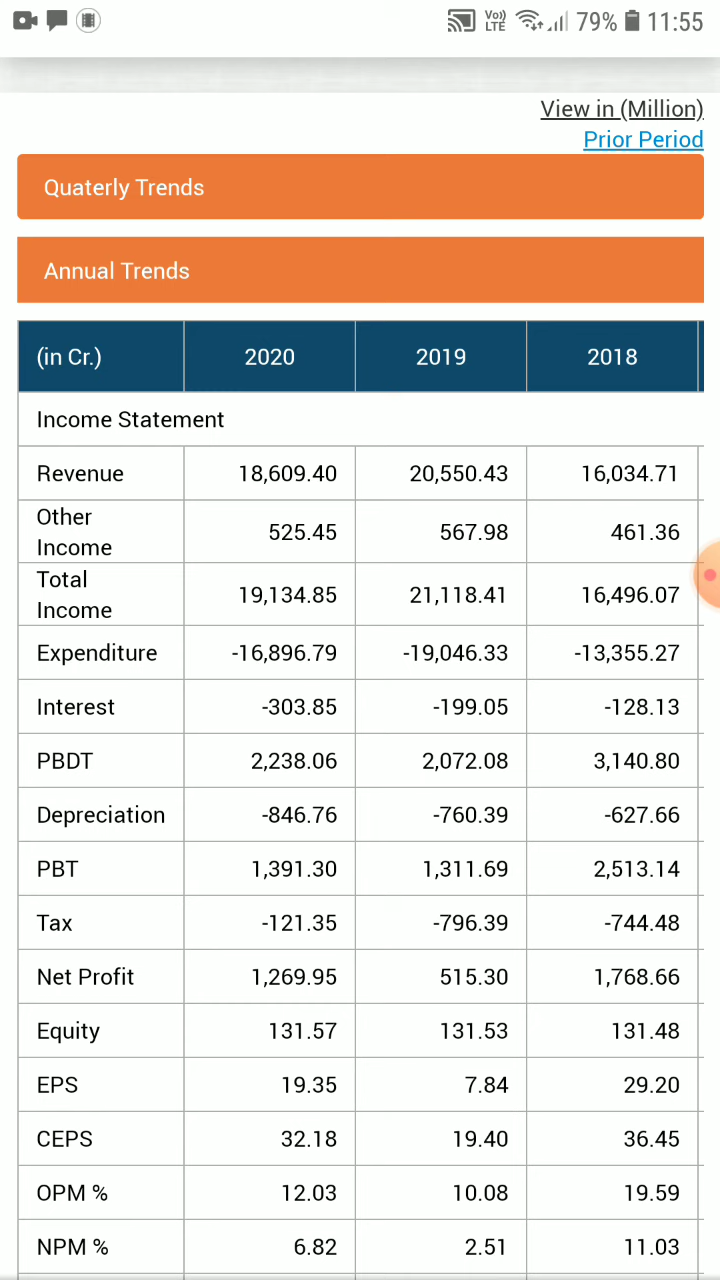 Vo))
LTE
79%
11:55
View in (Million)
Prior Period
Quaterly Trends
Annual Trends
(in Cr.) 2020 2019 2018
Income Statement
Revenue 18,609.40 20,550.43 16,034.71
Other
Income 525.45 567.98 461.36
Total
Income 19,134.85 21,118.41 16,496.07
Expenditure -16,896.79 -19,046.33 -13,355.27
Interest -303.85 -199.05 -128.13
PBDT 2,238.06 2,072.08 3,140.80
Depreciation -846.76 -760.39 -627.66
PBT 1,391.30 1,311.69 2,513.14
Tax -121.35 -796.39 -744.48
Net Profit 1,269.95 515.30 1,768.66
Equity 131.57 131.53 131.48
EPS 19.35 7.84 29.20
CEPS 32.18 19.40 36.45
OPM % 12.03 10.08 19.59
NPM % 6.82 2.51 11.03